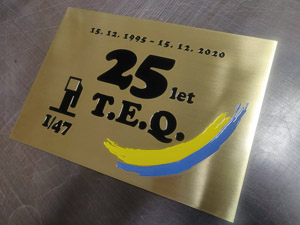 15. 12. 1995 – 15. 12. 2020
25 let
T.E.Q.
1/47